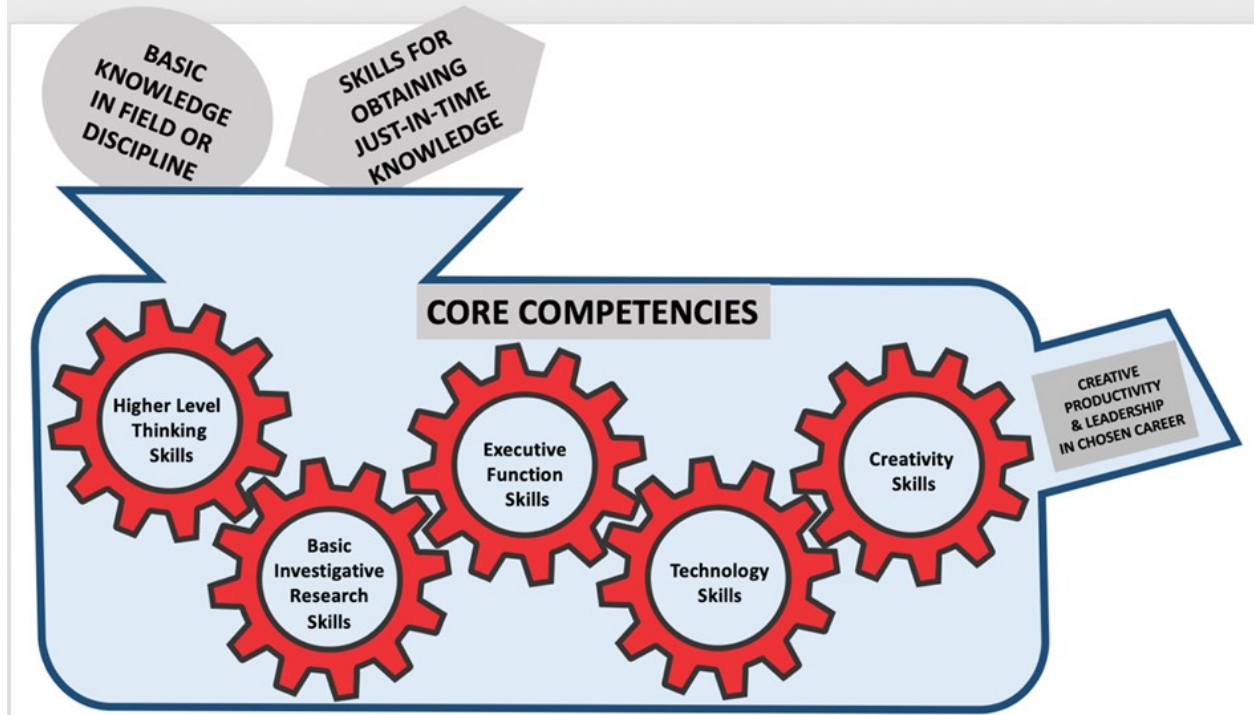 BASIC
KNOWLEDGE
IN FIELD OR
DISCIPLINE
SKILLS FOR
OBTAINING
JUST-IN-TIME
KNOWLEDGE
CORE COMPETENCIES
Higher Level
Thinking
Skills
Basic
Investigative
Research
Skills
Executive
Function
Skills
Technology
Skills
Creativity
Skills
CREATIVE
PRODUCTIVITY
& LEADERSHIP
IN CHOSEN CAREER